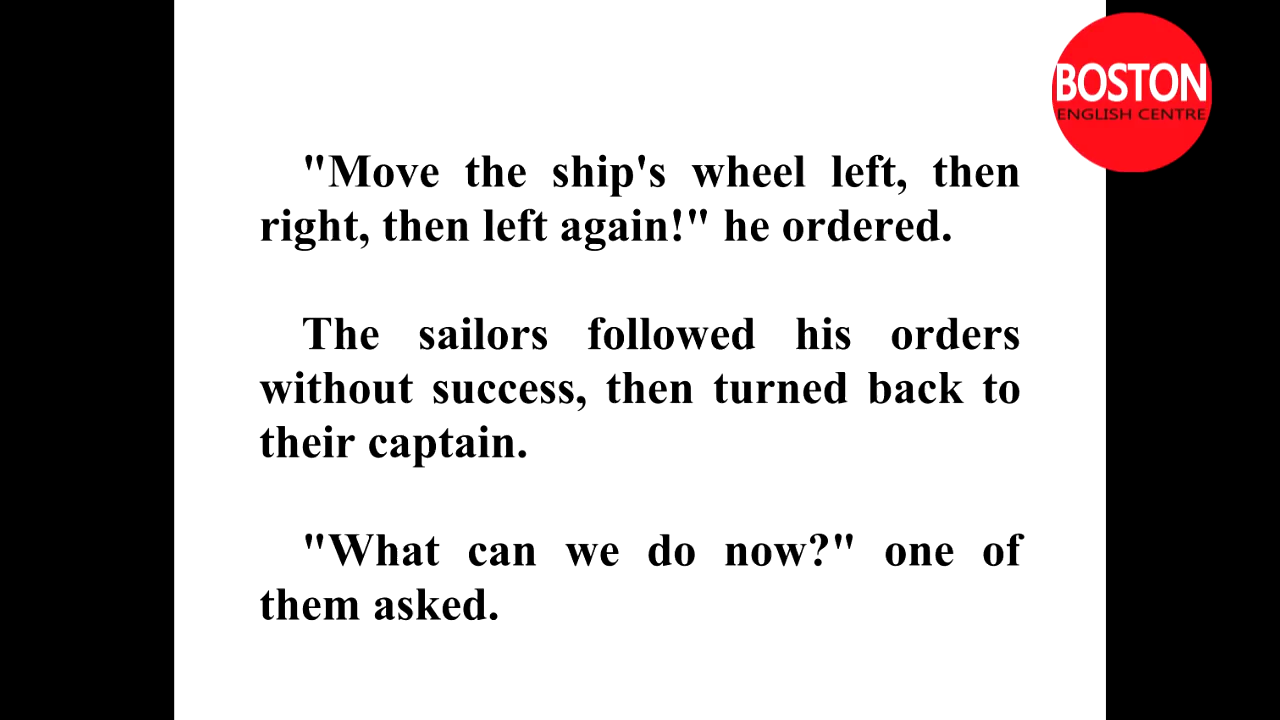 BOSTON
ENGLISH CENTRE
"Move the ship's wheel left, then
right, then left again!" he ordered.
The sailors followed his orders
without success, then turned back to
their captain.
"What can we do now?" one of
them asked.